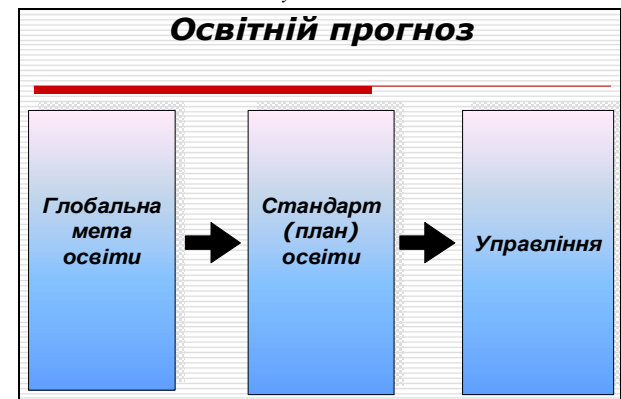 Освітній прогноз
Глобальна
мета
освіти
Стандарт
(план)
освіти
Управління